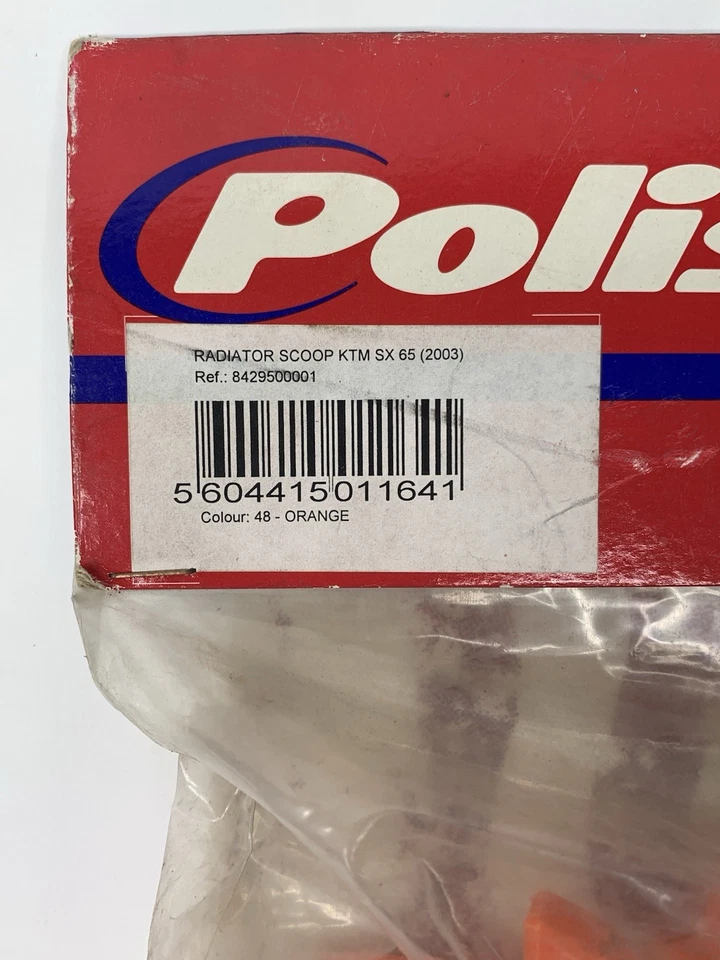 Polis
RADIATOR SCOOP KTM SX 65 (2003)
Ref.: 8429500001
5 604415 011641
Colour: 48 - ORANGE